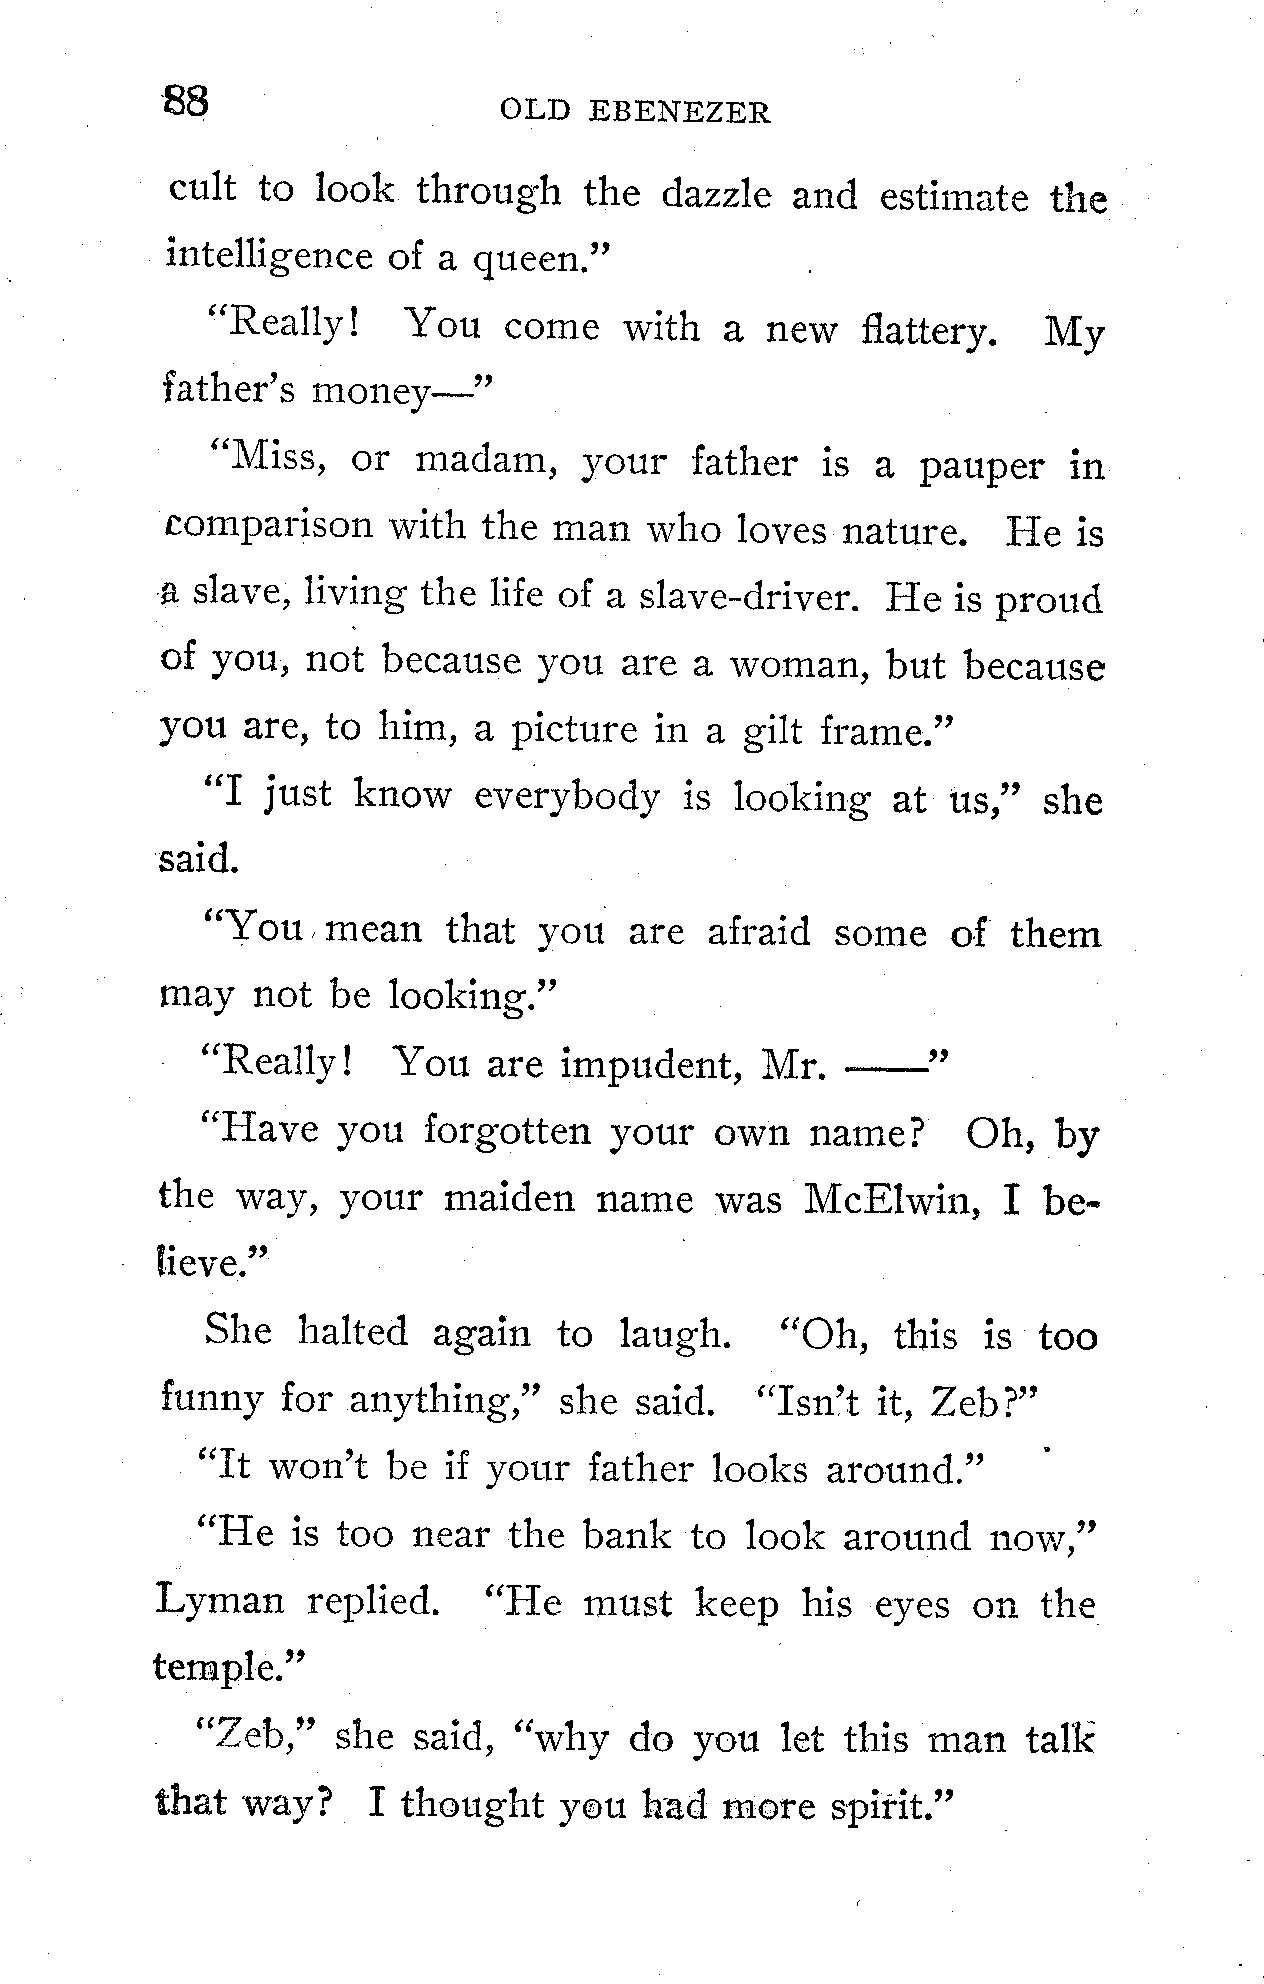 88
OLD EBENEZER
cult to look through the dazzle and estimate the
intelligence of a queen."
"Really! You come with a new flattery. My
father's money—"
"Miss, or madam, your father is a pauper in
comparison with the man who loves nature. He is
a slave, living the life of a slave-driver. He is proud
of you, not because you are a woman, but because
you are, to him, a picture in a gilt frame."
"I just know everybody is looking at us," she
said.
"You mean that you are afraid some of them
may not be looking."
"Really! You are impudent, Mr. ——"
"Have you forgotten your own name? Oh, by
the way, your maiden name was McElwin, I be-
lieve."
She halted again to laugh. "Oh, this is too
funny for anything," she said. "Isn't it, Zeb?"
"It won't be if your father looks around."
"He is too near the bank to look around now,"
Lyman replied. "He must keep his eyes on the
temple."
"Zeb," she said, "why do you let this man talk
that way? I thought you had more spirit."